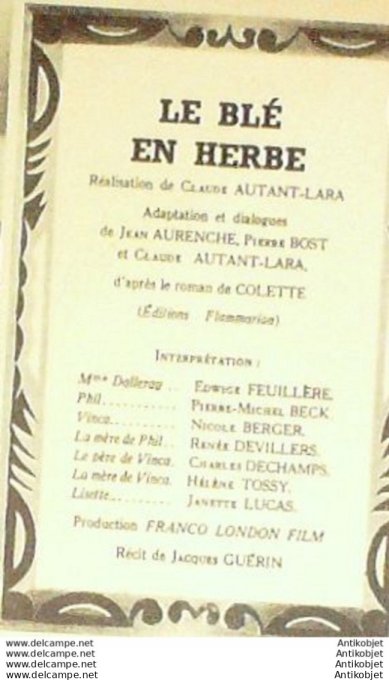 LE BLÉ
EN HERBE
Réalisation de CLAUDE AUTANT-LARA
Adaptation et dialogues
de JEAN AURENCHE, PIERRE BOST
et CLAUDE AUTANT-LARA,
d'après le roman de COLETTE
(Éditions Flammarion)
INTERPRÉTATION :
Mme Dalleray .. EDWIGE FEUILLÈRE.
Phil........... PIERRE-MICHEL BECK
Vinca.......... NICOLE BERGER.
La mère de Phil.. RENÉE DEVILLERS.
Le père de Vinca. CHARLES DECHAMPS.
La mère de Vinca. HÉLÈNE TOSSY.
Lisette.......... JANETTE LUCAS.
Production FRANCO LONDON FILM
Récit de JACQUES GUÉRIN
www.delcampe.net Antikobjet
www.delcampe.net Antikobjet
www.delcampe.net Antikobjet
www.delcampe.net Antikobjet